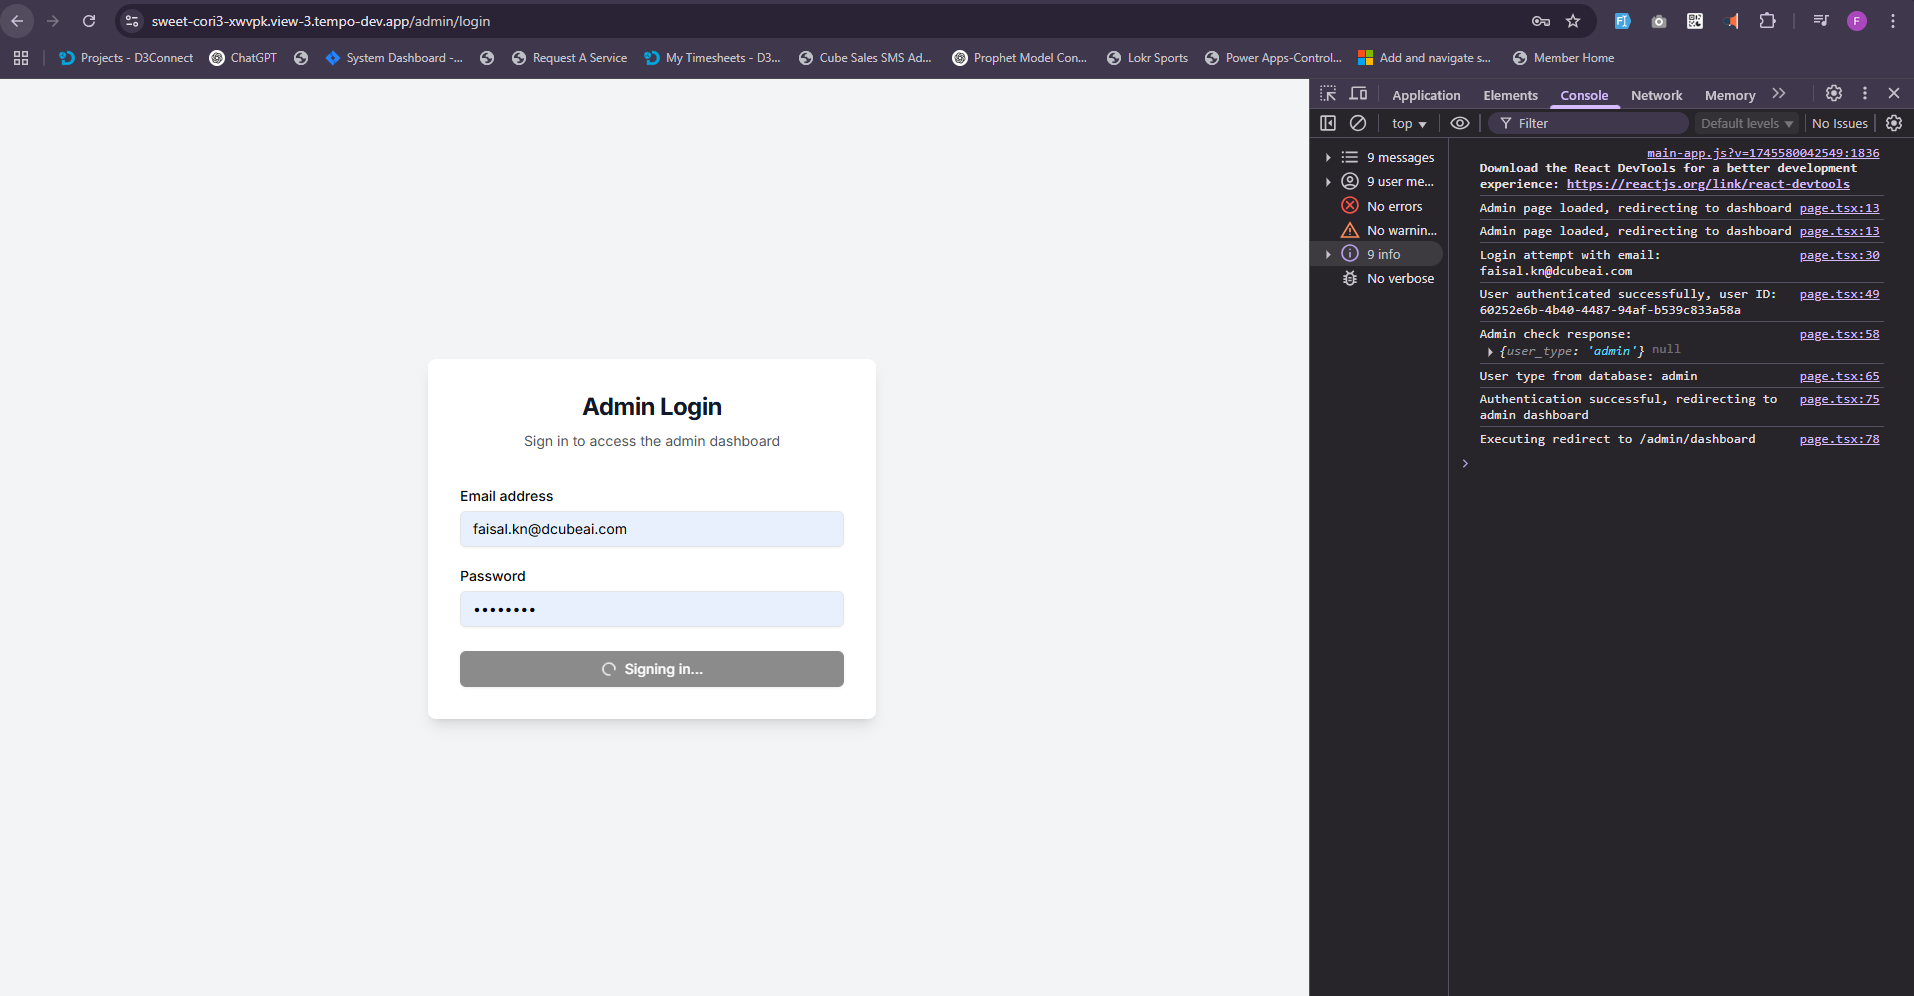 sweet-cori3-xwvpk.view-3.tempo-dev.app/admin/login
F
Projects - D3Connect
ChatGPT
System Dashboard -...
Request A Service
My Timesheets - D3...
Cube Sales SMS Ad...
Prophet Model Con...
Lokr Sports
Power Apps-Control...
Add and navigate s...
Member Home
Application
Elements
Console
Network
Memory
top
Filter
Default levels
No Issues
9 messages
9 user me...
No errors
No warnin...
9 info
No verbose
main-app.js?v=1745580042549:1836
Download the React DevTools for a better development
experience: https://reactjs.org/link/react-devtools
Admin page loaded, redirecting to dashboard page.tsx:13
Admin page loaded, redirecting to dashboard page.tsx:13
Login attempt with email: page.tsx:30
faisal.kn@dcubeai.com
User authenticated successfully, user ID: page.tsx:49
60252e6b-4b40-4487-94af-b539c833a58a
Admin check response: page.tsx:58
{user_type: 'admin'} null
User type from database: admin page.tsx:65
Authentication successful, redirecting to page.tsx:75
admin dashboard
Executing redirect to /admin/dashboard page.tsx:78
Admin Login
Sign in to access the admin dashboard
Email address
faisal.kn@dcubeai.com
Password
••••••••
Signing in...